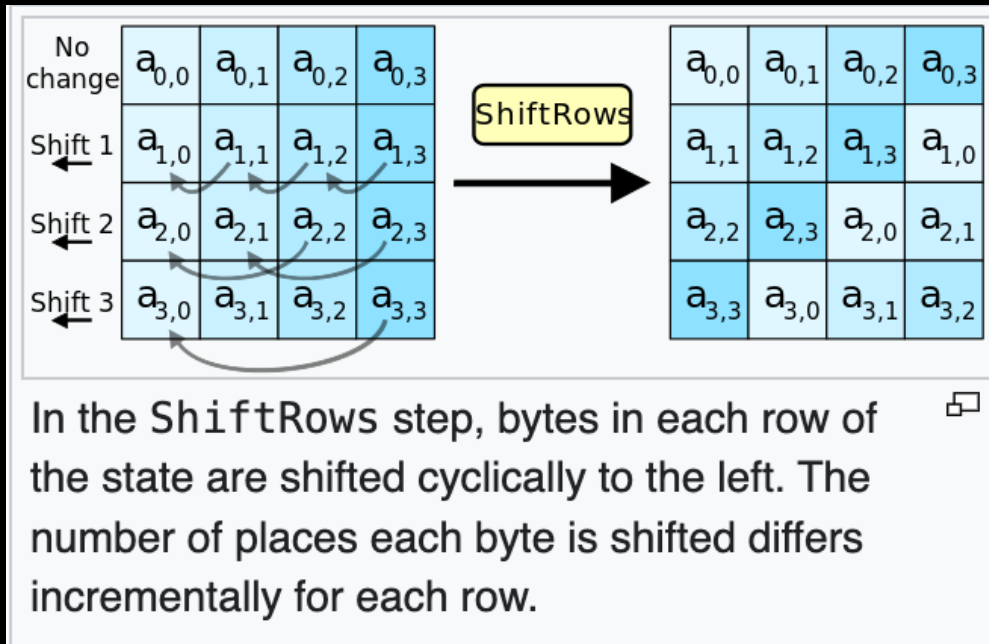 No
change
a0,0 a0,1 a0,2 a0,3
ShiftRows
a0,0 a0,1 a0,2 a0,3
Shift 1
a1,0 a1,1 a1,2 a1,3
a1,1 a1,2 a1,3 a1,0
Shift 2
a2,0 a2,1 a2,2 a2,3
a2,2 a2,3 a2,0 a2,1
Shift 3
a3,0 a3,1 a3,2 a3,3
a3,3 a3,0 a3,1 a3,2
In the ShiftRows step, bytes in each row of
the state are shifted cyclically to the left. The
number of places each byte is shifted differs
incrementally for each row.